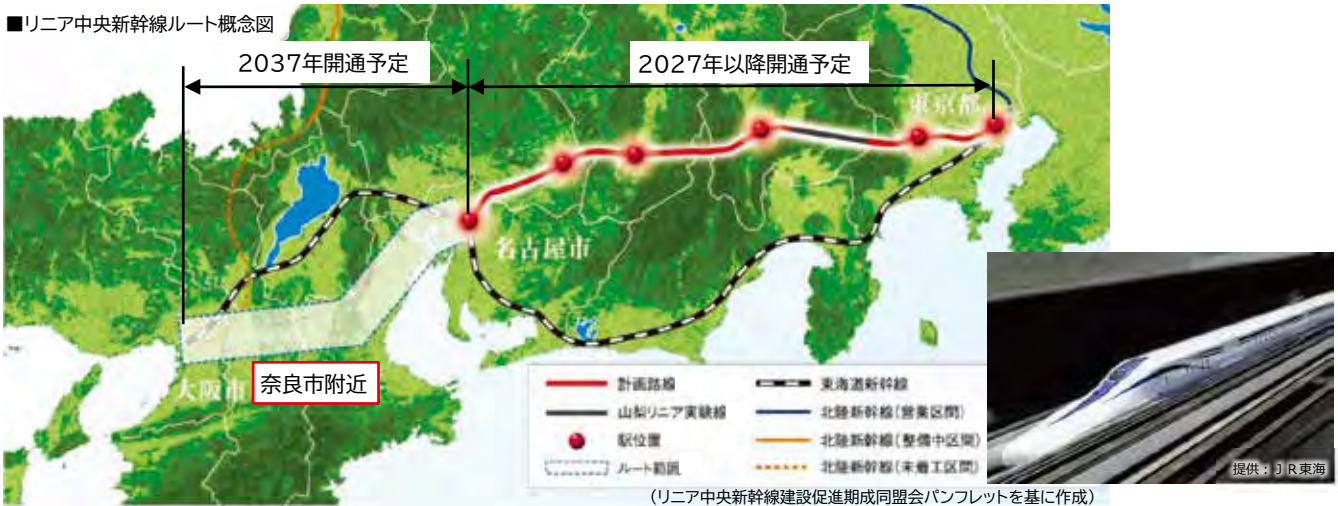 ■リニア中央新幹線ルート概念図
2037年開通予定
2027年以降開通予定
東京都
名古屋市
大阪市
奈良市附近
計画路線
東海道新幹線
山梨リニア実験線
北陸新幹線(営業区間)
駅位置
北陸新幹線(整備中区間)
ルート範囲
北陸新幹線(未着工区間)
提供:JR東海
(リニア中央新幹線建設促進期成同盟会パンフレットを基に作成)